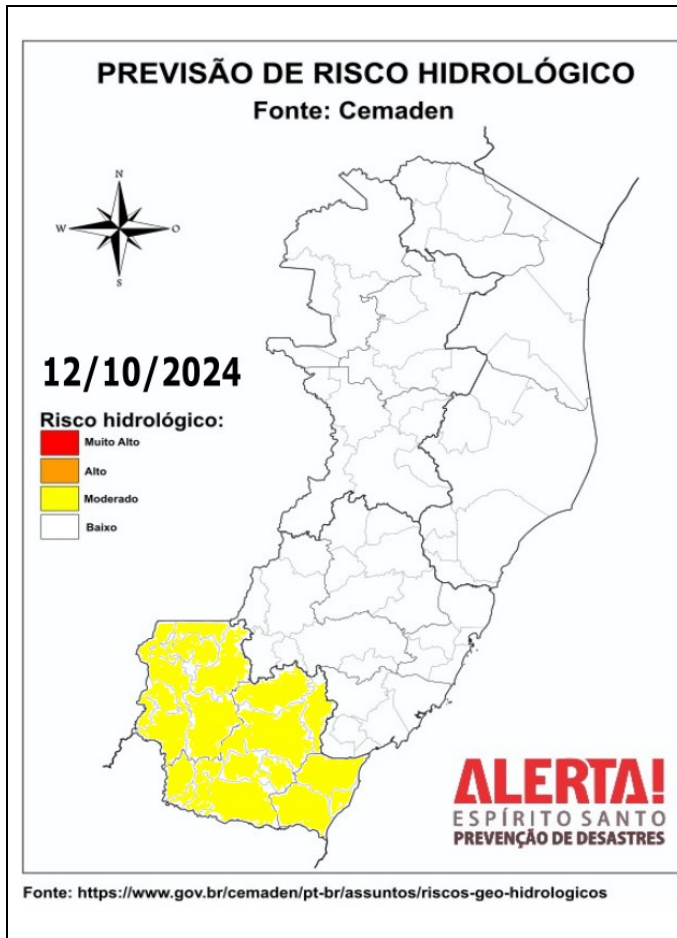 PREVISÃO DE RISCO HIDROLÓGICO
Fonte: Cemaden
N
W
O
S
12/10/2024
Risco hidrológico:
Muito Alto
Alto
Moderado
Baixo
ALERTA!
ESPÍRITO SANTO
PREVENÇÃO DE DESASTRES
Fonte: https://www.gov.br/cemaden/pt-br/assuntos/riscos-geo-hidrologicos